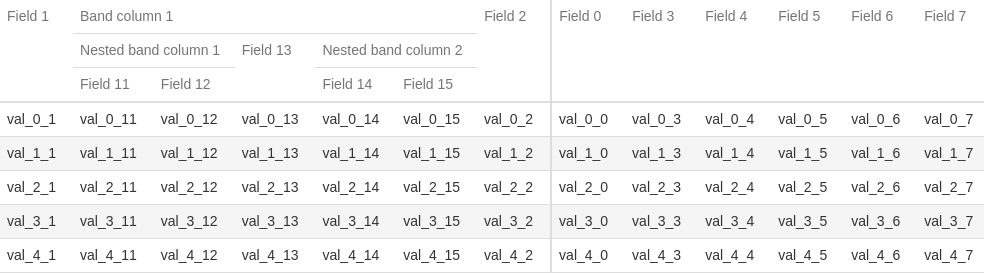 Field 1 Band column 1 Field 2 Field 0 Field 3 Field 4 Field 5 Field 6 Field 7
Nested band column 1 Field 13 Nested band column 2
Field 11 Field 12 Field 14 Field 15
val_0_1 val_0_11 val_0_12 val_0_13 val_0_14 val_0_15 val_0_2 val_0_0 val_0_3 val_0_4 val_0_5 val_0_6 val_0_7
val_1_1 val_1_11 val_1_12 val_1_13 val_1_14 val_1_15 val_1_2 val_1_0 val_1_3 val_1_4 val_1_5 val_1_6 val_1_7
val_2_1 val_2_11 val_2_12 val_2_13 val_2_14 val_2_15 val_2_2 val_2_0 val_2_3 val_2_4 val_2_5 val_2_6 val_2_7
val_3_1 val_3_11 val_3_12 val_3_13 val_3_14 val_3_15 val_3_2 val_3_0 val_3_3 val_3_4 val_3_5 val_3_6 val_3_7
val_4_1 val_4_11 val_4_12 val_4_13 val_4_14 val_4_15 val_4_2 val_4_0 val_4_3 val_4_4 val_4_5 val_4_6 val_4_7